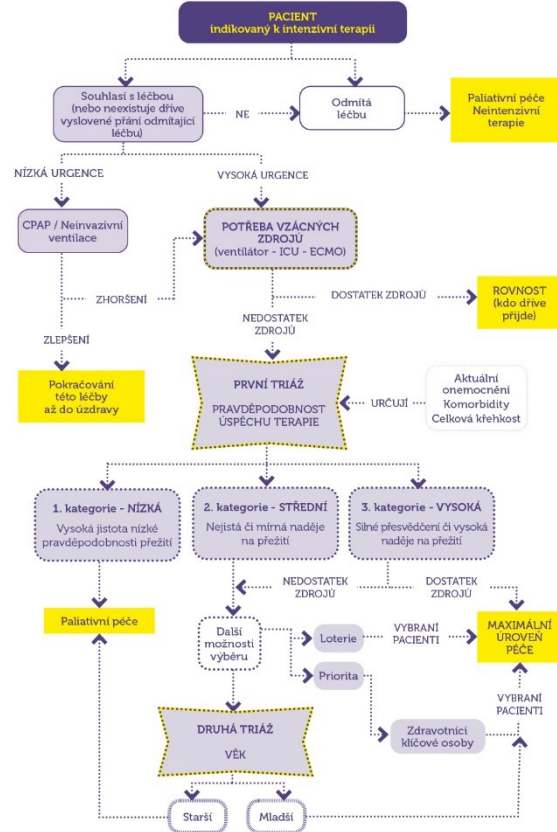 PACIENT
indikovaný k intenzivní terapii
Souhlasí s léčbou
(nebo neexistuje dříve
vyslovené přání odmítající
léčbu)
NE
Odmítá
léčbu
Paliativní péče
Neintenzivní
terapie
NÍZKÁ URGENCE
VYSOKÁ URGENCE
CPAP / Neinvazivní
ventilace
POTŘEBA VZÁCNÝCH
ZDROJŮ
(ventilátor - ICU - ECMO)
ZHORŠENÍ
DOSTATEK ZDROJŮ
ROVNOST
(kdo dříve
přijde)
NEDOSTATEK
ZDROJŮ
ZLEPŠENÍ
Pokračování
této léčby
až do úzdravy
PRVNÍ TRIÁŽ
PRAVDĚPODOBNOST
ÚSPĚCHU TERAPIE
URČUJÍ
Aktuální
onemocnění
Komorbidity
Celková křehkost
1. kategorie - NÍZKÁ
Vysoká jistota nízké
pravděpodobnosti přežití
2. kategorie - STŘEDNÍ
Nejistá či mírná naděje
na přežití
3. kategorie - VYSOKÁ
Silné přesvědčení či vysoká
naděje na přežití
NEDOSTATEK
ZDROJŮ
DOSTATEK
ZDROJŮ
Paliativní péče
Další
možnosti
výběru
Loterie
VYBRANÍ
PACIENTI
MAXIMÁLNÍ
ÚROVEŇ
PÉČE
Priorita
VYBRANÍ
PACIENTI
Zdravotníci
klíčové osoby
DRUHÁ TRIÁŽ
VĚK
Starší
Mladší